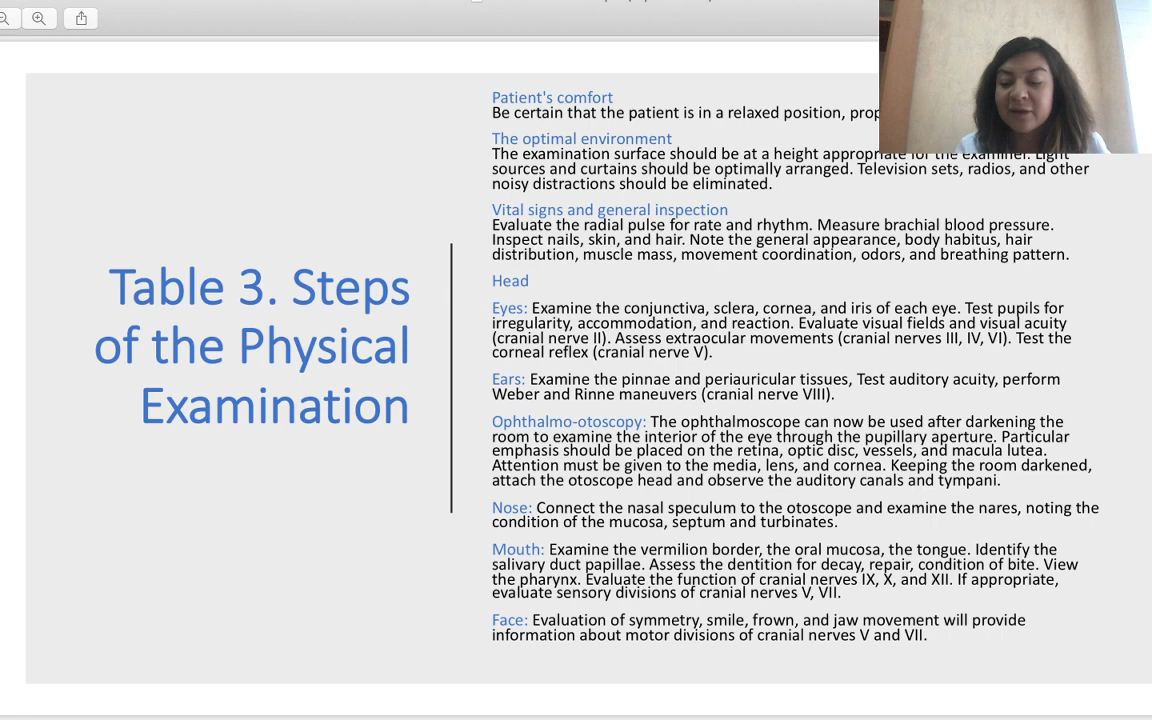 Table 3. Steps
of the Physical
Examination
Patient's comfort
Be certain that the patient is in a relaxed position,
The optimal environment
The examination surface should be at a height appropriate for the examiner. Light
sources and curtains should be optimally arranged. Television sets, radios, and other
noisy distractions should be eliminated.
Vital signs and general inspection
Evaluate the radial pulse for rate and rhythm. Measure brachial blood pressure.
Inspect nails, skin, and hair. Note the general appearance, body habitus, hair
distribution, muscle mass, movement coordination, odors, and breathing pattern.
Head
Eyes: Examine the conjunctiva, sclera, cornea, and iris of each eye. Test pupils for
irregularity, accommodation, and reaction. Evaluate visual fields and visual acuity
(cranial nerve II). Assess extraocular movements (cranial nerves III, IV, VI). Test the
corneal reflex (cranial nerve V).
Ears: Examine the pinnae and periauricular tissues, Test auditory acuity, perform
Weber and Rinne maneuvers (cranial nerve VIII).
Ophthalmo-otoscopy: The ophthalmoscope can now be used after darkening the
room to examine the interior of the eye through the pupillary aperture. Particular
emphasis should be placed on the retina, optic disc, vessels, and macula lutea.
Attention must be given to the media, lens, and cornea. Keeping the room darkened,
attach the otoscope head and observe the auditory canals and tympani.
Nose: Connect the nasal speculum to the otoscope and examine the nares, noting the
condition of the mucosa, septum and turbinates.
Mouth: Examine the vermilion border, the oral mucosa, the tongue. Identify the
salivary duct papillae. Assess the dentition for decay, repair, condition of bite. View
the pharynx. Evaluate the function of cranial nerves IX, X, and XII. If appropriate,
evaluate sensory divisions of cranial nerves V, VII.
Face: Evaluation of symmetry, smile, frown, and jaw movement will provide
information about motor divisions of cranial nerves V and VII.